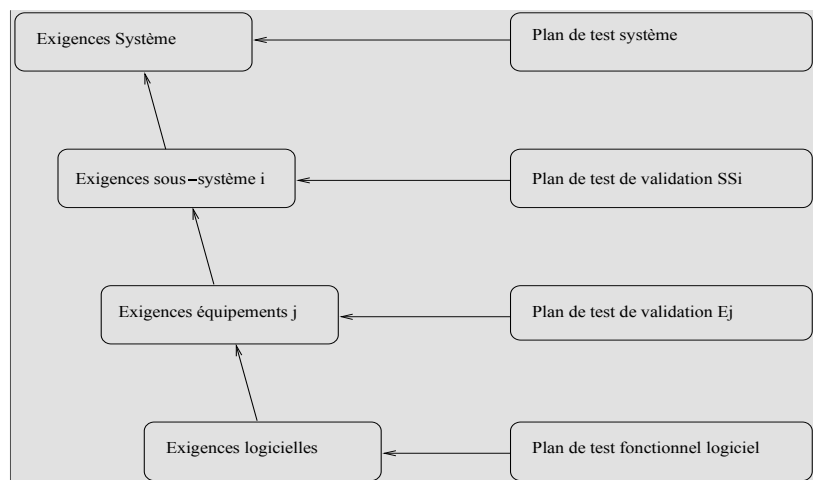 Exigences Système
Plan de test système
Exigences sous−système i
Plan de test de validation SSi
Exigences équipements j
Plan de test de validation Ej
Exigences logicielles
Plan de test fonctionnel logiciel